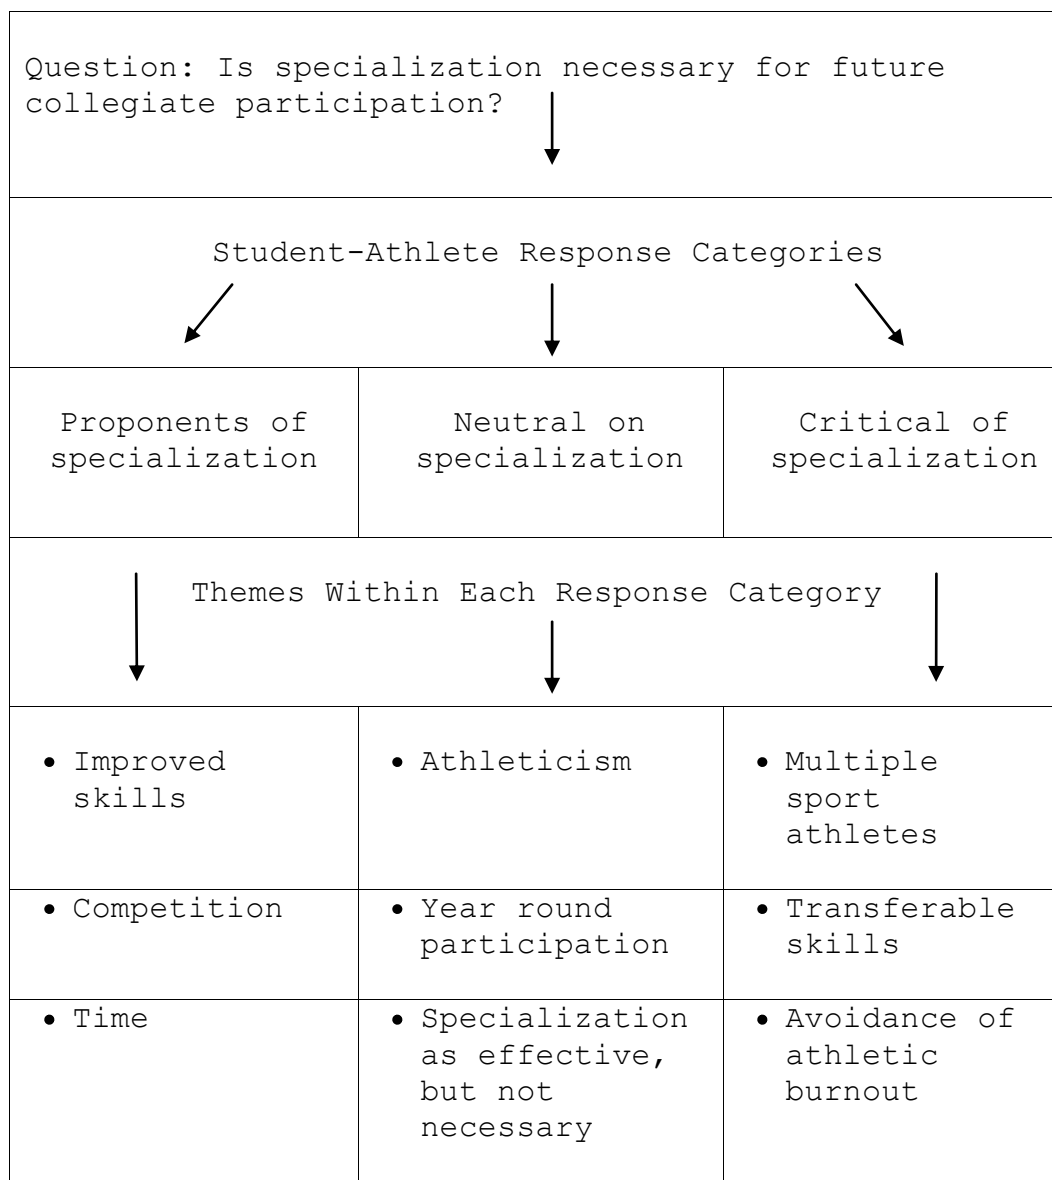 Question: Is specialization necessary for future
collegiate participation?
Student-Athlete Response Categories
Proponents of
specialization
Neutral on
specialization
Critical of
specialization
Themes Within Each Response Category
• Improved
skills
• Athleticism
• Multiple
sport
athletes
• Competition
• Year round
participation
• Transferable
skills
• Time
• Specialization
as effective,
but not
necessary
• Avoidance of
athletic
burnout